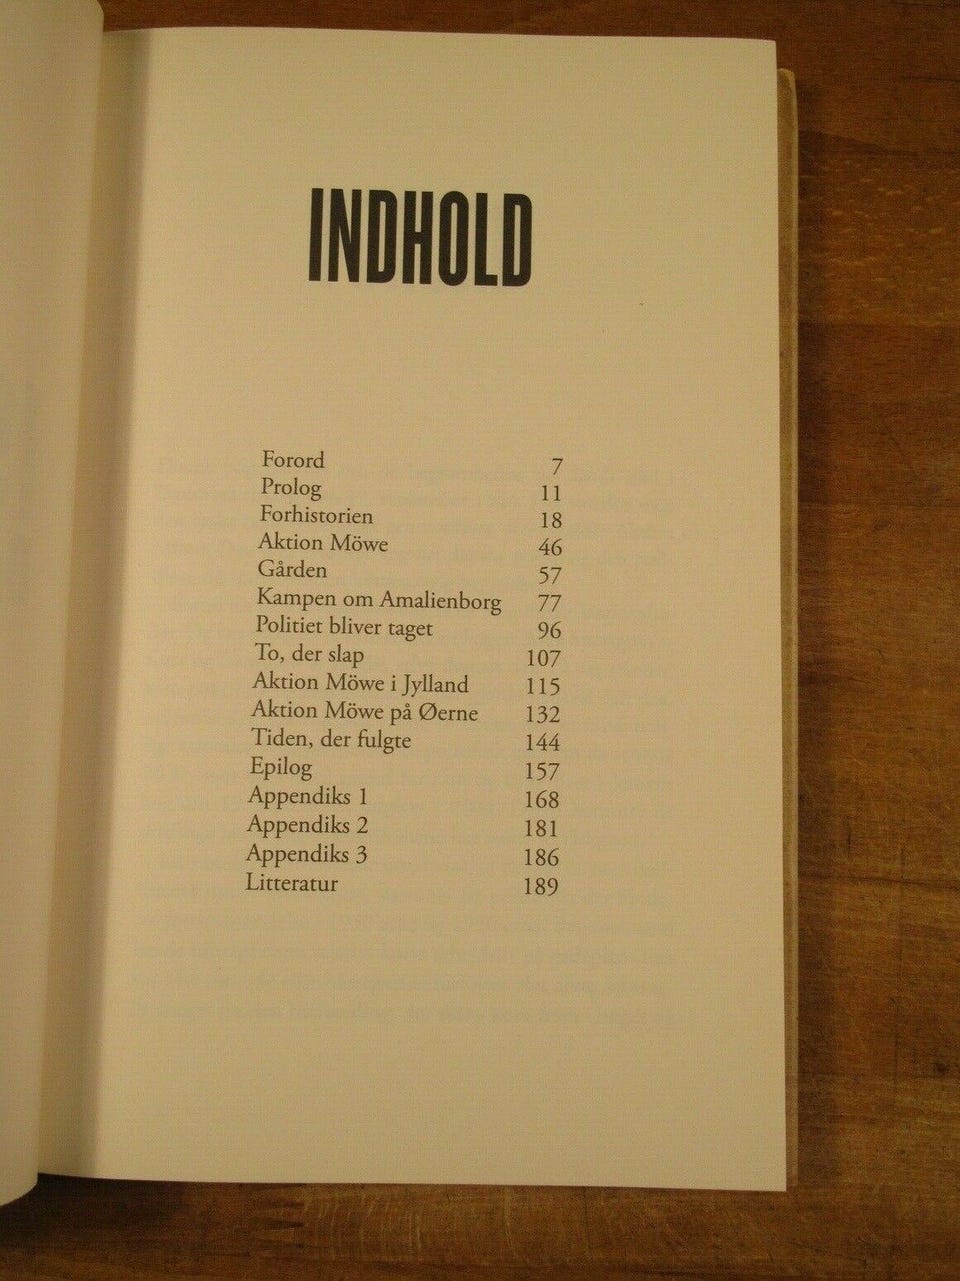 INDHOLD
Forord 7
Prolog 11
Forhistorien 18
Aktion Möwe 46
Gården 57
Kampen om Amalienborg 77
Politiet bliver taget 96
To, der slap 107
Aktion Möwe i Jylland 115
Aktion Möwe på Øerne 132
Tiden, der fulgte 144
Epilog 157
Appendiks 1 168
Appendiks 2 181
Appendiks 3 186
Litteratur 189